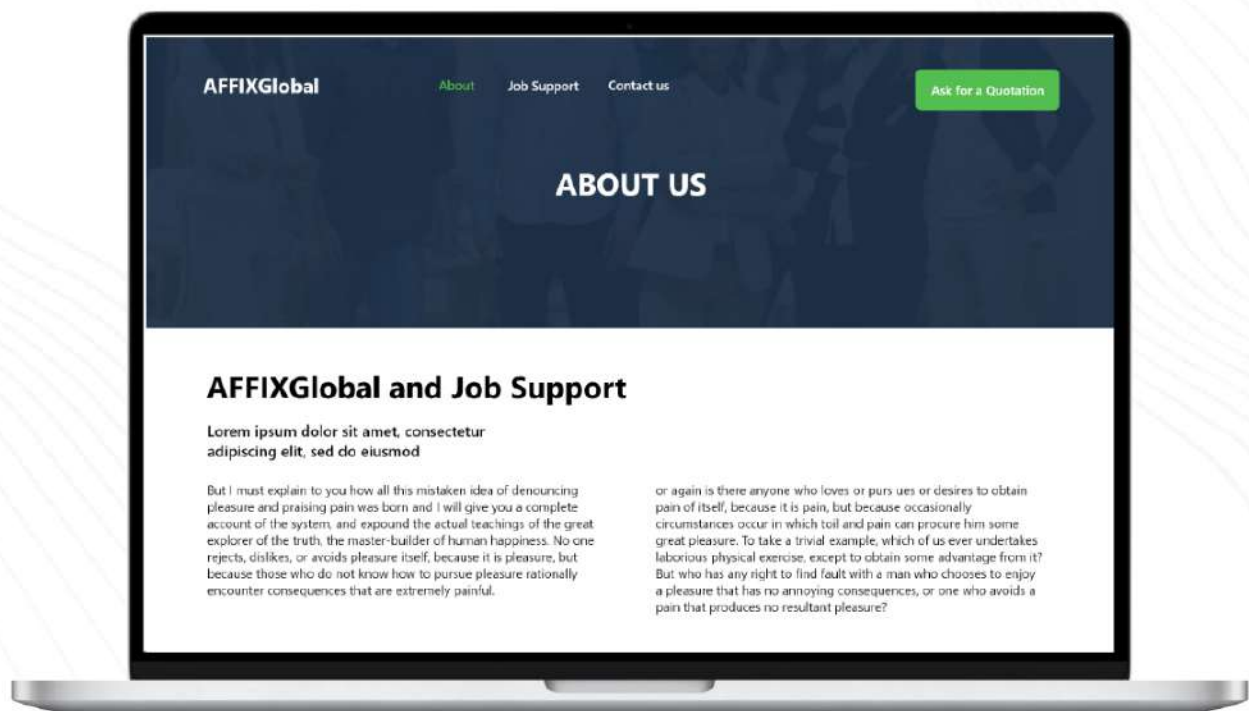 AFFIXGlobal
About
Job Support
Contact us
Ask for a Quotation
ABOUT US
AFFIXGlobal and Job Support
Lorem ipsum dolor sit amet, consectetur
adipiscing elit, sed do eiusmod
But I must explain to you how all this mistaken idea of denouncing
pleasure and praising pain was born and I will give you a complete
account of the system, and expound the actual teachings of the great
explorer of the truth, the master-builder of human happiness. No one
rejects, dislikes, or avoids pleasure itself, because it is pleasure, but
because those who do not know how to pursue pleasure rationally
encounter consequences that are extremely painful.
or again is there anyone who loves or purs ues or desires to obtain
pain of itself, because it is pain, but because occasionally
circumstances occur in which toil and pain can procure him some
great pleasure. To take a trivial example, which of us ever undertakes
laborious physical exercise, except to obtain some advantage from it?
But who has any right to find fault with a man who chooses to enjoy
a pleasure that has no annoying consequences, or one who avoids a
pain that produces no resultant pleasure?